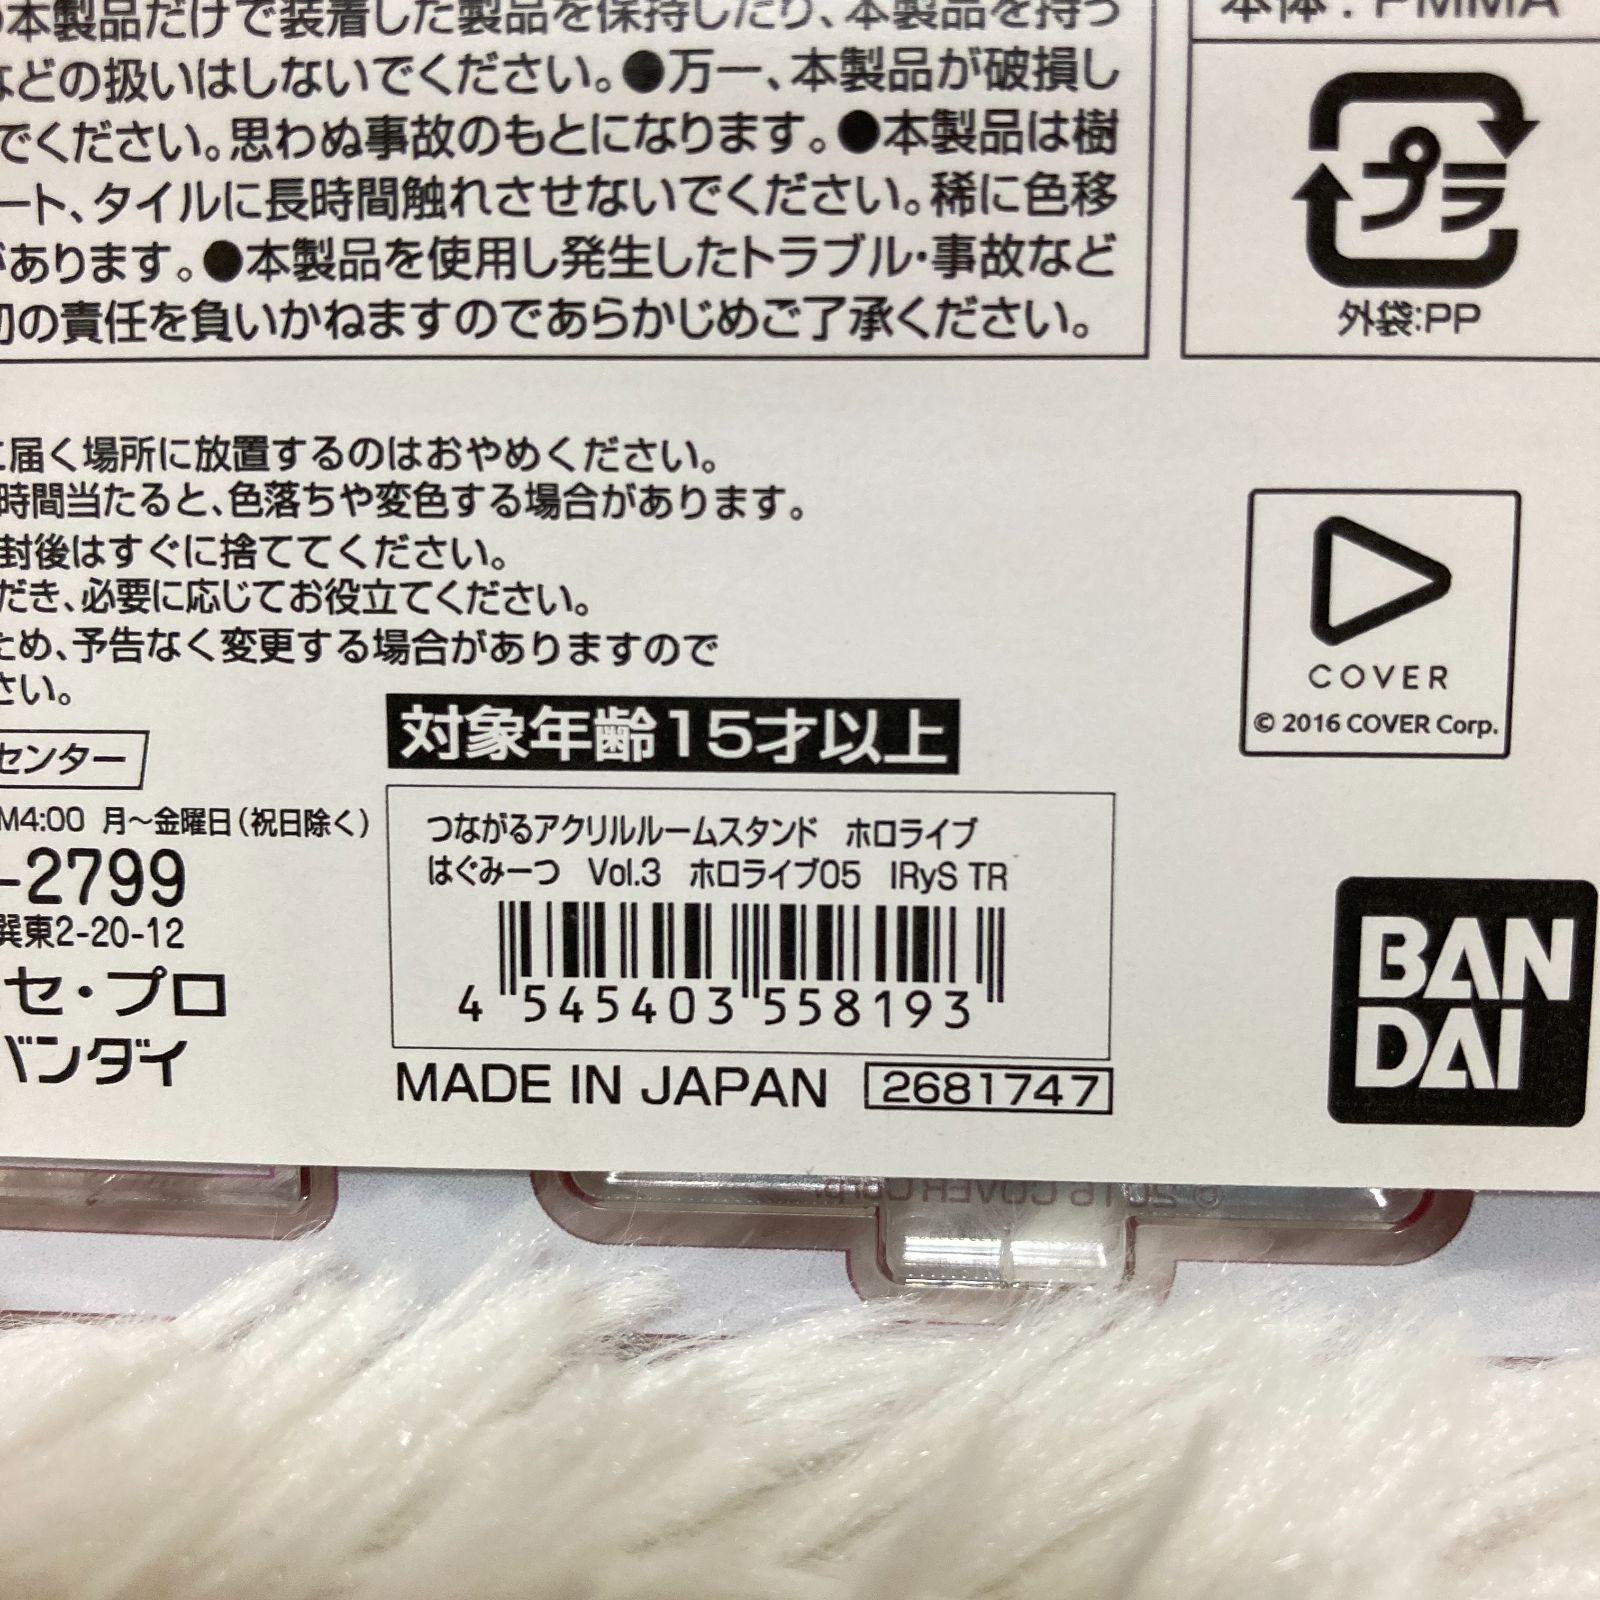 本製品だけで装着した製品を保持したり、本製品を持っ
などの扱いはしないでください。●万一、本製品が破損し
でください。思わぬ事故のもとになります。●本製品は樹
ート、タイルに長時間触れさせないでください。稀に色移
があります。●本製品を使用し発生したトラブル・事故など
切の責任を負いかねますのであらかじめご了承ください。
本体：PMMA
プラ
外袋:PP
に届く場所に放置するのはおやめください。
時間当たると、色落ちや変色する場合があります。
封後はすぐに捨ててください。
だき、必要に応じてお役立てください。
ため、予告なく変更する場合がありますので
さい。
COVER
© 2016 COVER Corp.
センター
M4:00 月～金曜日(祝日除く)
-2799
巽東2-20-12
セ・プロ
バンダイ
対象年齢15才以上
つながるアクリルルームスタンド ホロライブ
はぐみーつ Vol.3 ホロライブ05 IRyS TR
4 545403 558193
MADE IN JAPAN 2681747
BAN
DAI
© 2016 COVER Corp.